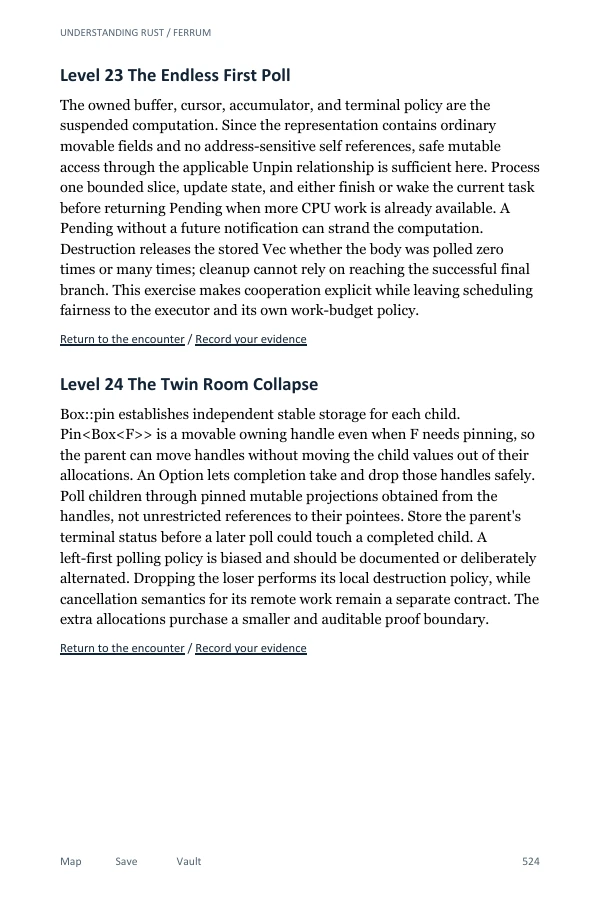 UNDERSTANDING RUST / FERRUM
Level 23 The Endless First Poll
The owned buffer, cursor, accumulator, and terminal policy are the
suspended computation. Since the representation contains ordinary
movable fields and no address-sensitive self references, safe mutable
access through the applicable Unpin relationship is sufficient here. Process
one bounded slice, update state, and either finish or wake the current task
before returning Pending when more CPU work is already available. A
Pending without a future notification can strand the computation.
Destruction releases the stored Vec whether the body was polled zero
times or many times; cleanup cannot rely on reaching the successful final
branch. This exercise makes cooperation explicit while leaving scheduling
fairness to the executor and its own work-budget policy.
Return to the encounter / Record your evidence
Level 24 The Twin Room Collapse
Box::pin establishes independent stable storage for each child.
Pin<Box<F>> is a movable owning handle even when F needs pinning, so
the parent can move handles without moving the child values out of their
allocations. An Option lets completion take and drop those handles safely.
Poll children through pinned mutable projections obtained from the
handles, not unrestricted references to their pointees. Store the parent's
terminal status before a later poll could touch a completed child. A
left-first polling policy is biased and should be documented or deliberately
alternated. Dropping the loser performs its local destruction policy, while
cancellation semantics for its remote work remain a separate contract. The
extra allocations purchase a smaller and auditable proof boundary.
Return to the encounter / Record your evidence
Map Save Vault 524